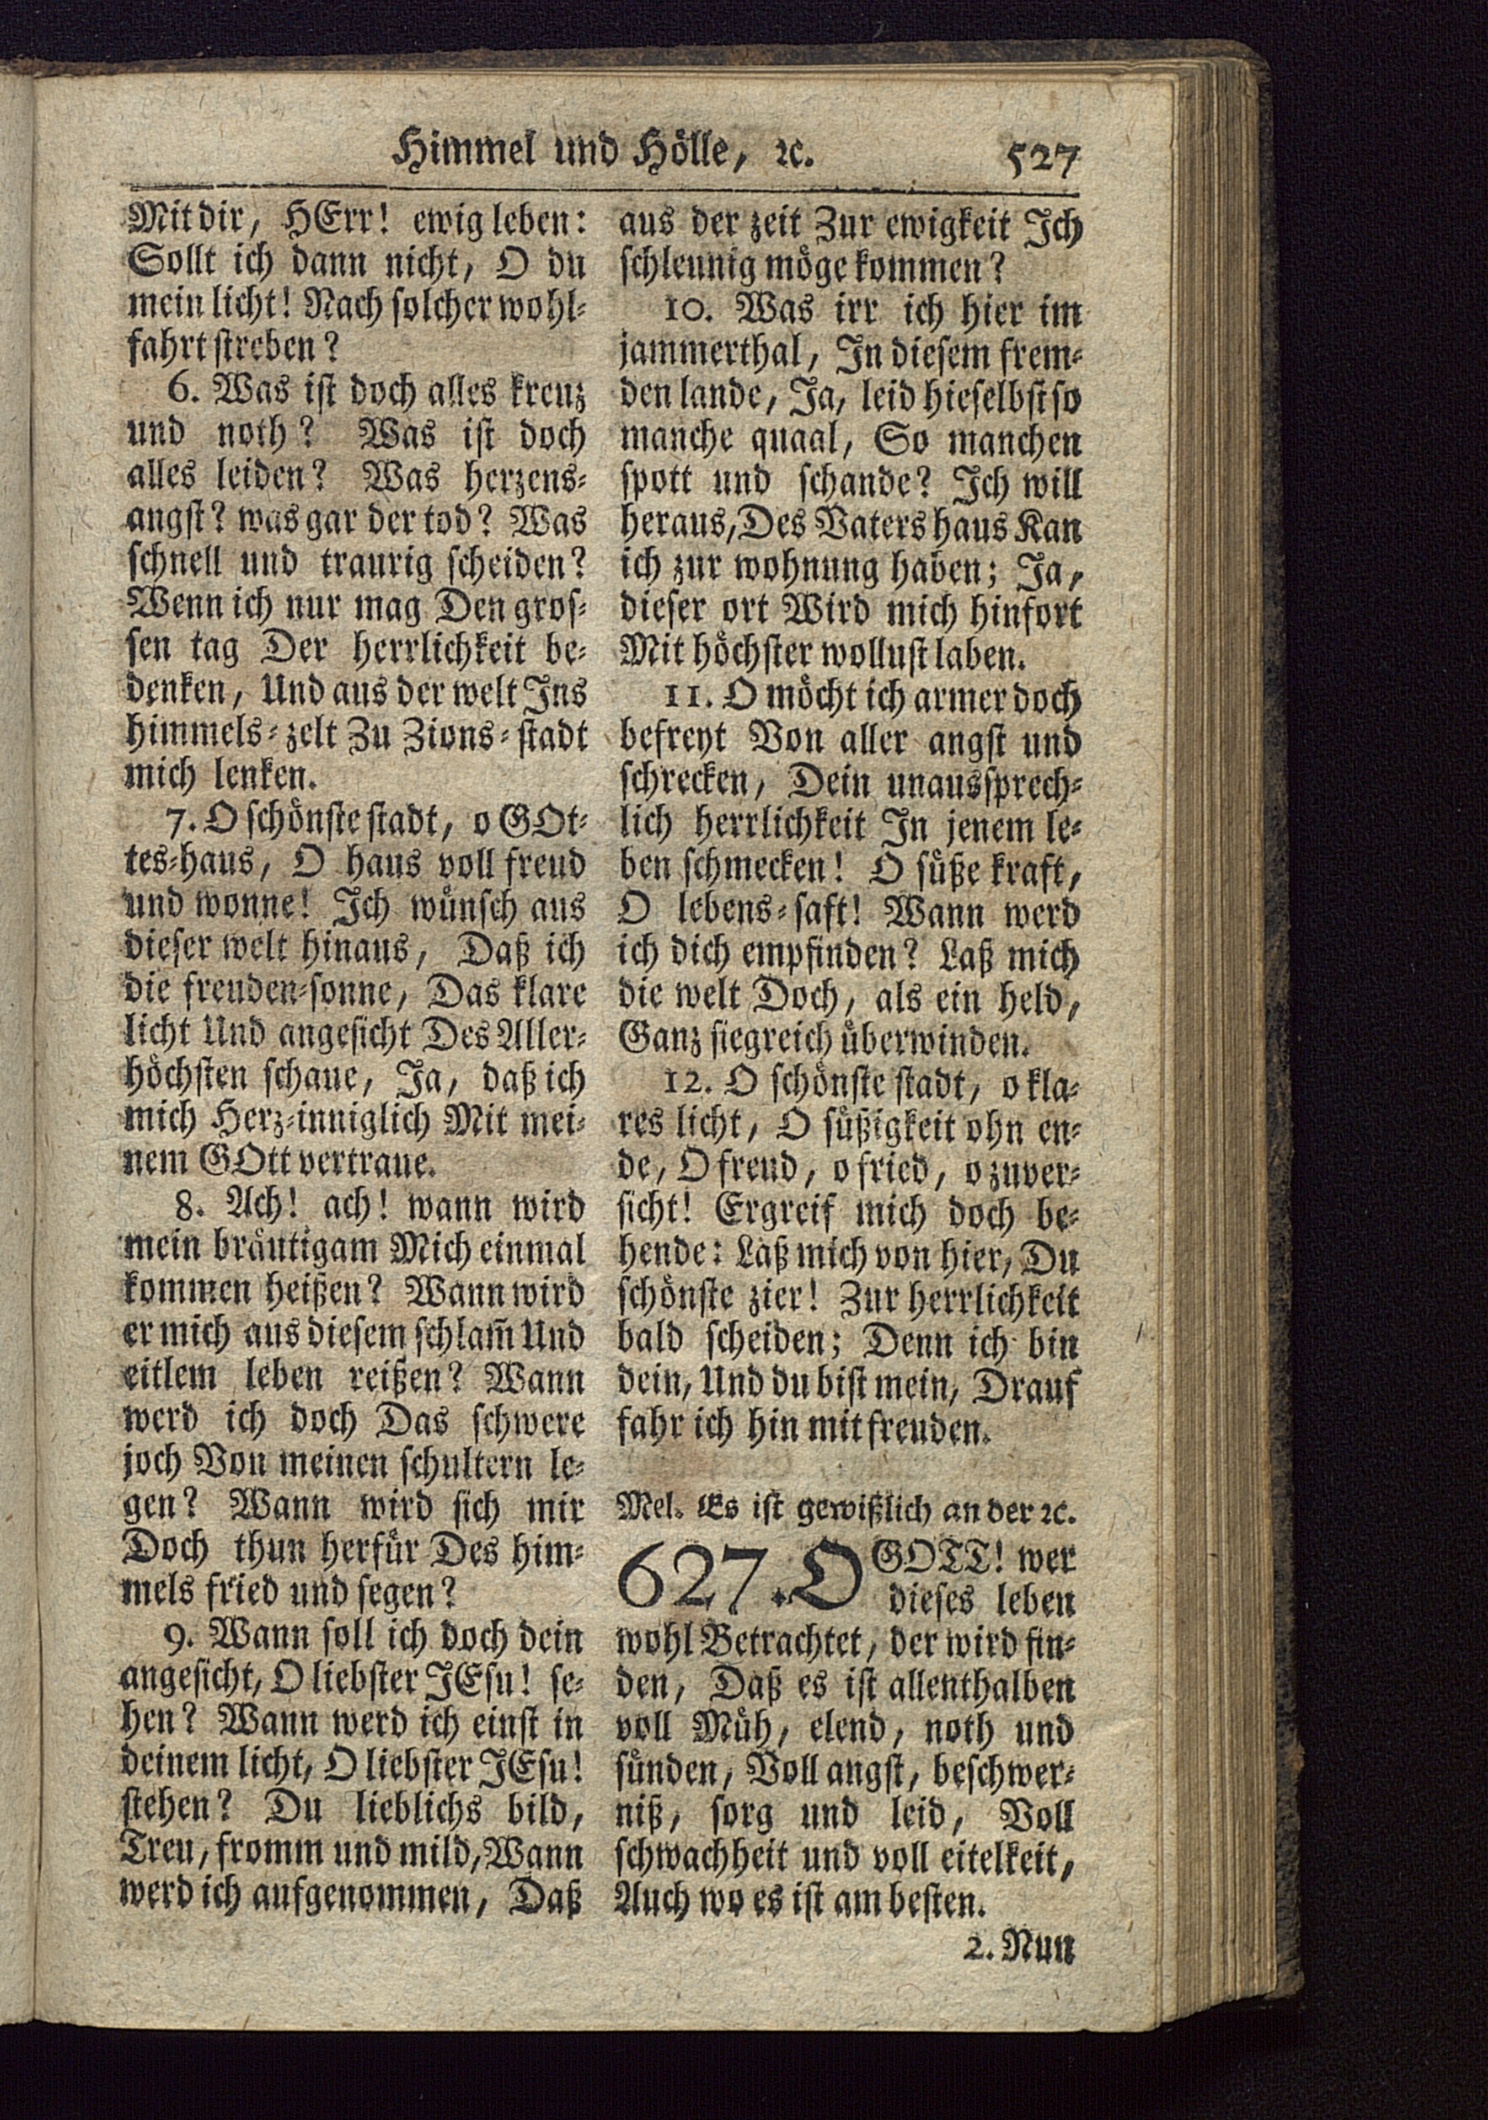 Himmel und Hölle, ꝛc. 527
Mit dir, HErr! ewig leben:
Sollt ich dann nicht, O du
mein licht! Nach solcher wohl-
fahrt streben?
6. Was ist doch alles kreuz
und noth? Was ist doch
alles leiden? Was herzens-
angst? was gar der tod? Was
schnell und traurig scheiden?
Wenn ich nur mag Den gros-
sen tag Der herrlichkeit be-
denken, Und aus der welt Ins
himmels-zelt Zu Zions-stadt
mich lenken.
7. O schönste stadt, o GOt-
tes-haus, O haus voll freud
und wonne! Ich wünsch aus
dieser welt hinaus, Daß ich
die freuden-sonne, Das klare
licht Und angesicht Des Aller-
höchsten schaue, Ja, daß ich
mich Herz-inniglich Mit mei-
nem GOtt vertraue.
8. Ach! ach! wann wird
mein bräutigam Mich einmal
kommen heißen? Wann wird
er mich aus diesem schlam̃ Und
eitlem leben reißen? Wann
werd ich doch Das schwere
joch Von meinen schultern le-
gen? Wann wird sich mir
Doch thun herfür Des him-
mels fried und segen?
9. Wann soll ich doch dein
angesicht, O liebster JEsu! se-
hen? Wann werd ich einst in
deinem licht, O liebster JEsu!
stehen? Du lieblichs bild,
Treu, fromm und mild, Wann
werd ich aufgenommen, Daß
aus der zeit Zur ewigkeit Ich
schleunig möge kommen?
10. Was irr ich hier im
jammerthal, In diesem frem-
den lande, Ja, leid hieselbst so
manche quaal, So manchen
spott und schande? Ich will
heraus, Des Vaters haus Kan
ich zur wohnung haben; Ja,
dieser ort Wird mich hinfort
Mit höchster wollust laben.
11. O möcht ich armer doch
befreyt Von aller angst und
schrecken, Dein unaussprech-
lich herrlichkeit In jenem le-
ben schmecken! O süße kraft,
O lebens-saft! Wann werd
ich dich empfinden? Laß mich
die welt Doch, als ein held,
Ganz siegreich überwinden.
12. O schönste stadt, o kla-
res licht, O süßigkeit ohn en-
de, O freud, o fried, o zuver-
sicht! Ergreif mich doch be-
hende: Laß mich von hier, Du
schönste zier! Zur herrlichkeit
bald scheiden; Denn ich bin
dein, Und du bist mein, Drauf
fahr ich hin mit freuden.
Mel. Es ist gewißlich an der ꝛc.
627. O GOTT! wer
dieses leben
wohl Betrachtet, der wird fin-
den, Daß es ist allenthalben
voll Müh, elend, noth und
sünden, Voll angst, beschwer-
niß, sorg und leid, Voll
schwachheit und voll eitelkeit,
Auch wo es ist am besten.
2. Nun